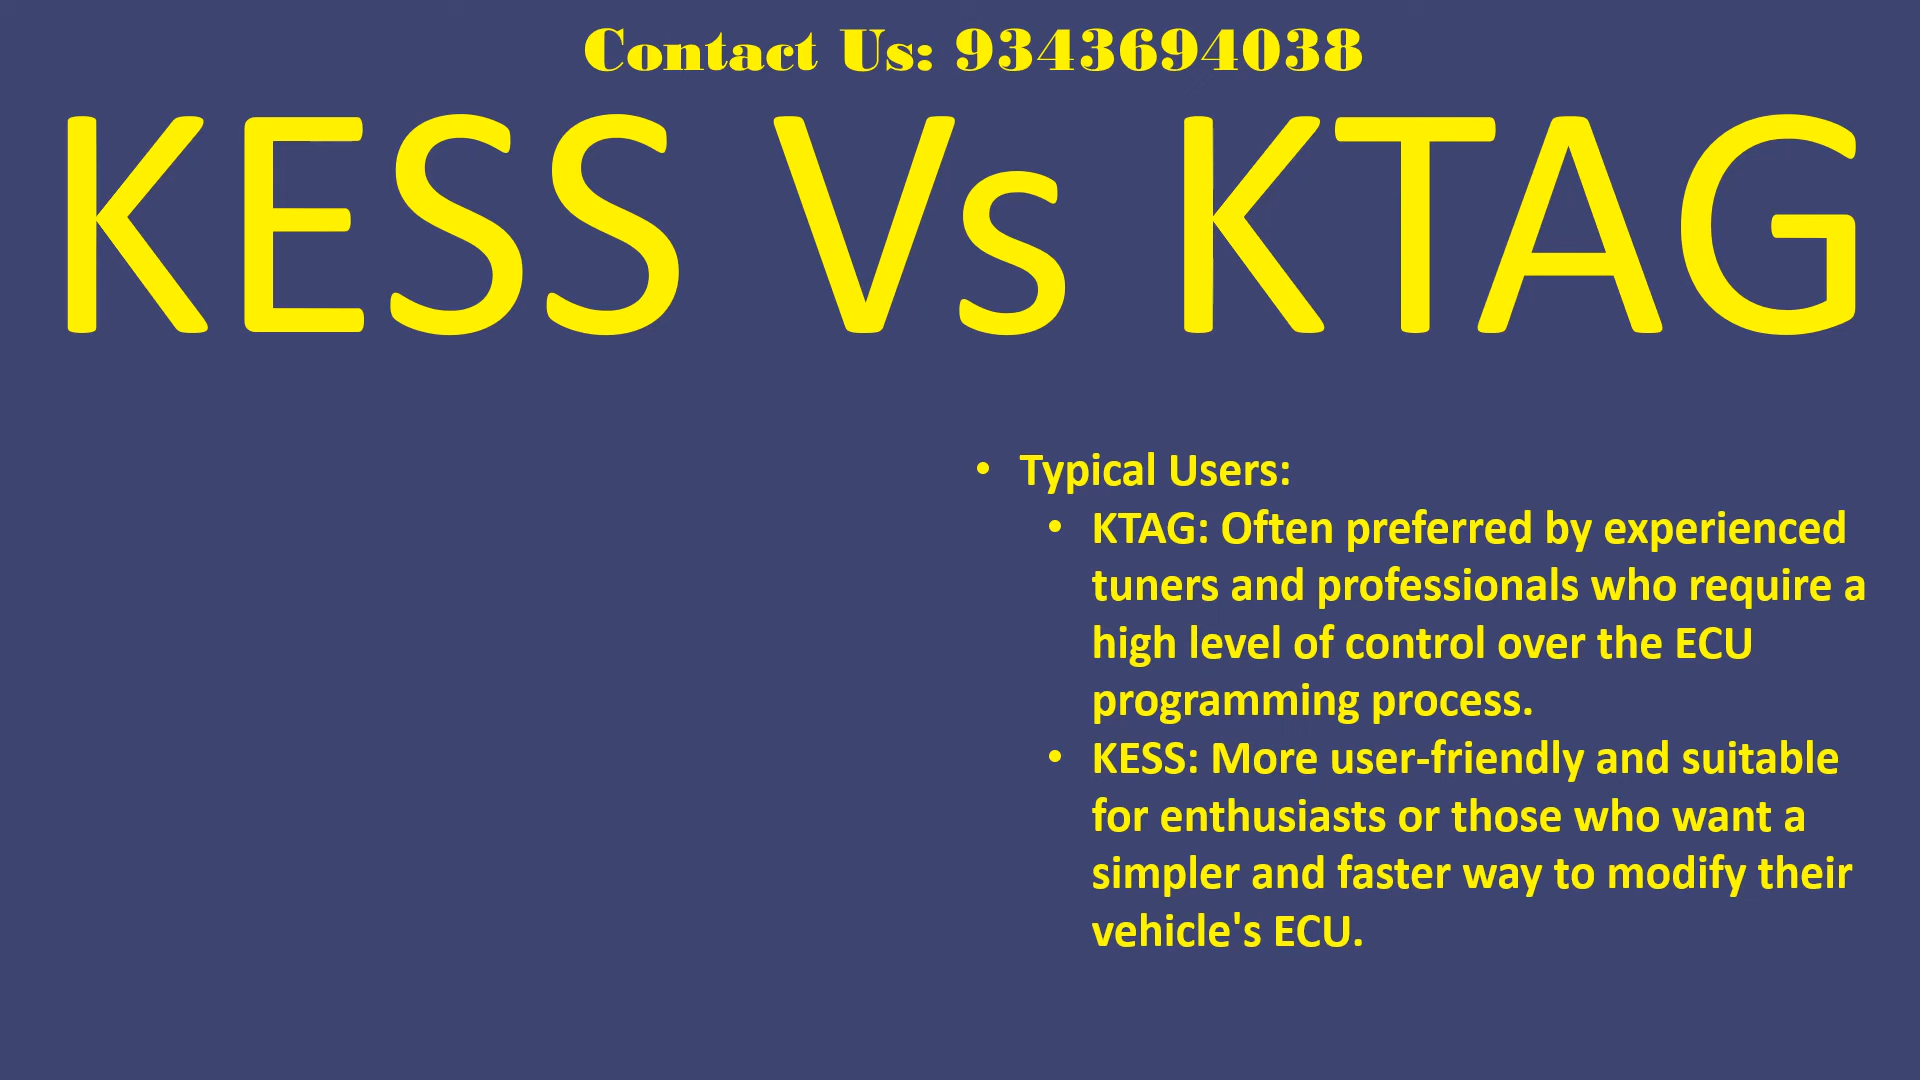 Contact Us: 9343694038
KESS Vs KTAG
• Typical Users:
• KTAG: Often preferred by experienced
tuners and professionals who require a
high level of control over the ECU
programming process.
• KESS: More user-friendly and suitable
for enthusiasts or those who want a
simpler and faster way to modify their
vehicle's ECU.